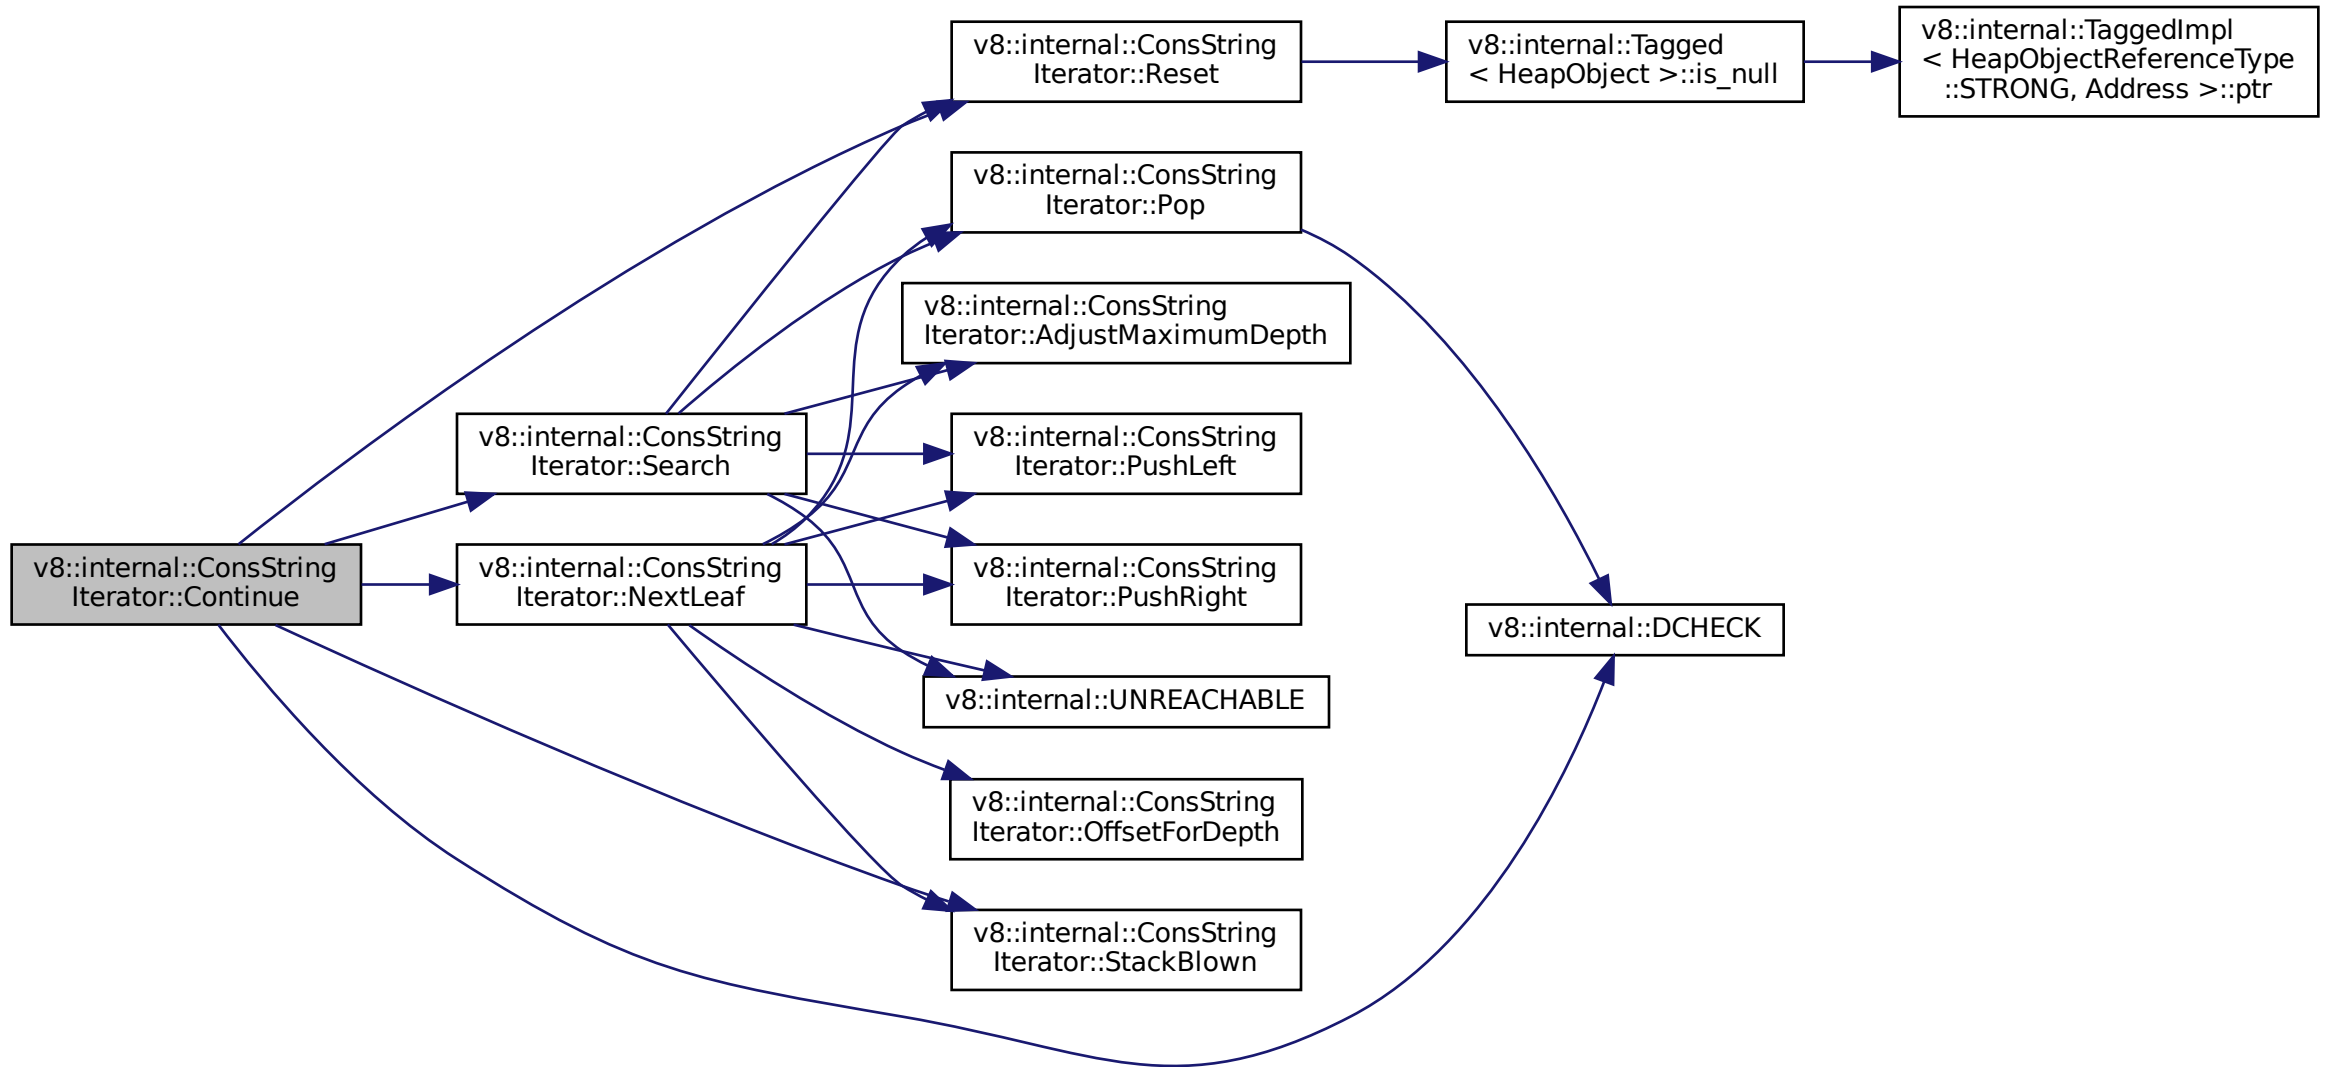 v8::internal::ConsString
Iterator::Reset
v8::internal::Tagged
< HeapObject >::is_null
v8::internal::TaggedImpl
< HeapObjectReferenceType
::STRONG, Address >::ptr
v8::internal::ConsString
Iterator::Pop
v8::internal::ConsString
Iterator::AdjustMaximumDepth
v8::internal::ConsString
Iterator::Search
v8::internal::ConsString
Iterator::PushLeft
v8::internal::ConsString
Iterator::Continue
v8::internal::ConsString
Iterator::NextLeaf
v8::internal::ConsString
Iterator::PushRight
v8::internal::DCHECK
v8::internal::UNREACHABLE
v8::internal::ConsString
Iterator::OffsetForDepth
v8::internal::ConsString
Iterator::StackBlown